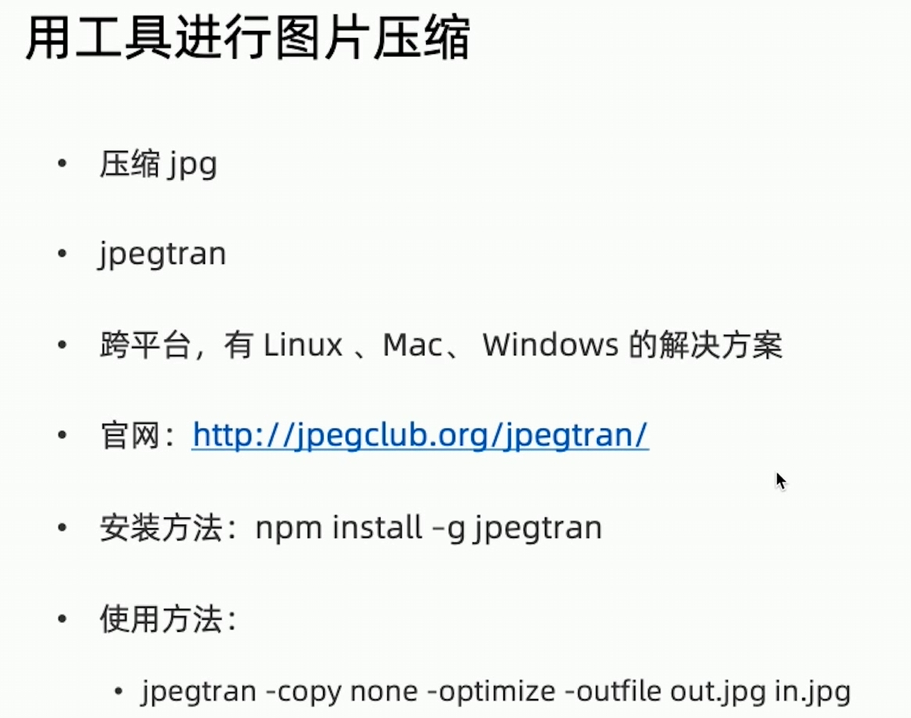 用工具进行图片压缩
• 压缩 jpg
• jpegtran
• 跨平台，有 Linux 、Mac、 Windows 的解决方案
• 官网：http://jpegclub.org/jpegtran/
• 安装方法：npm install –g jpegtran
• 使用方法：
• jpegtran -copy none -optimize -outfile out.jpg in.jpg